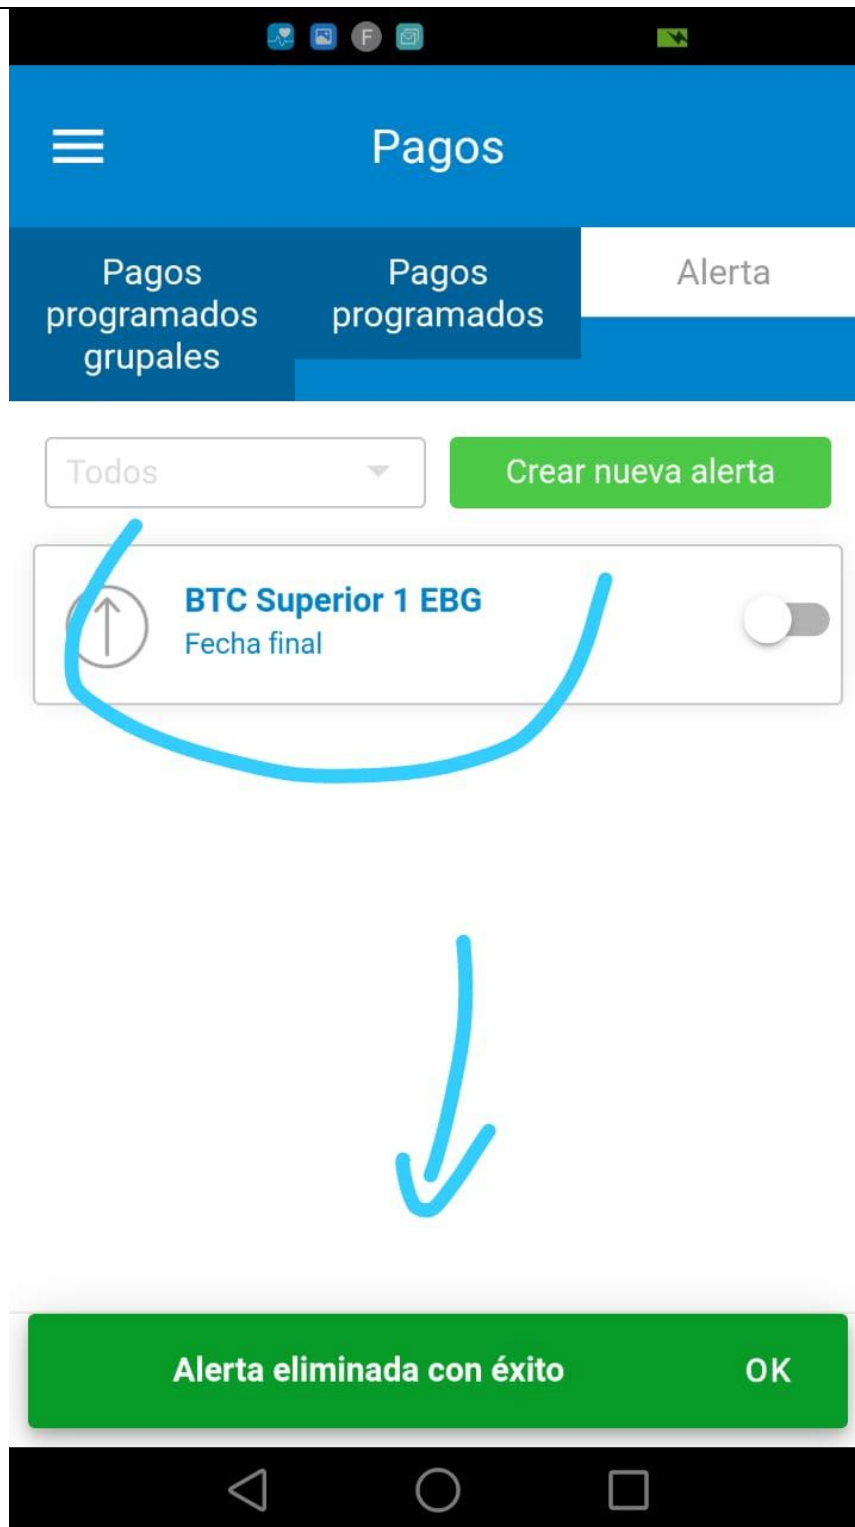 F
Pagos
Pagos
programados
grupales
Pagos
programados
Alerta
Todos
Crear nueva alerta
BTC Superior 1 EBG
Fecha final
Alerta eliminada con éxito
OK